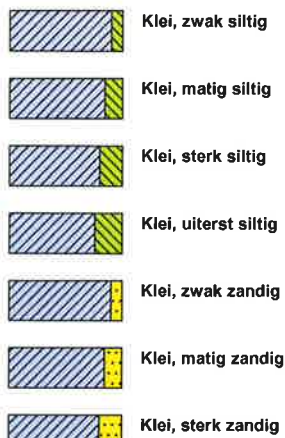 Klei, zwak siltig
Klei, matig siltig
Klei, sterk siltig
Klei, uiterst siltig
Klei, zwak zandig
Klei, matig zandig
Klei, sterk zandig